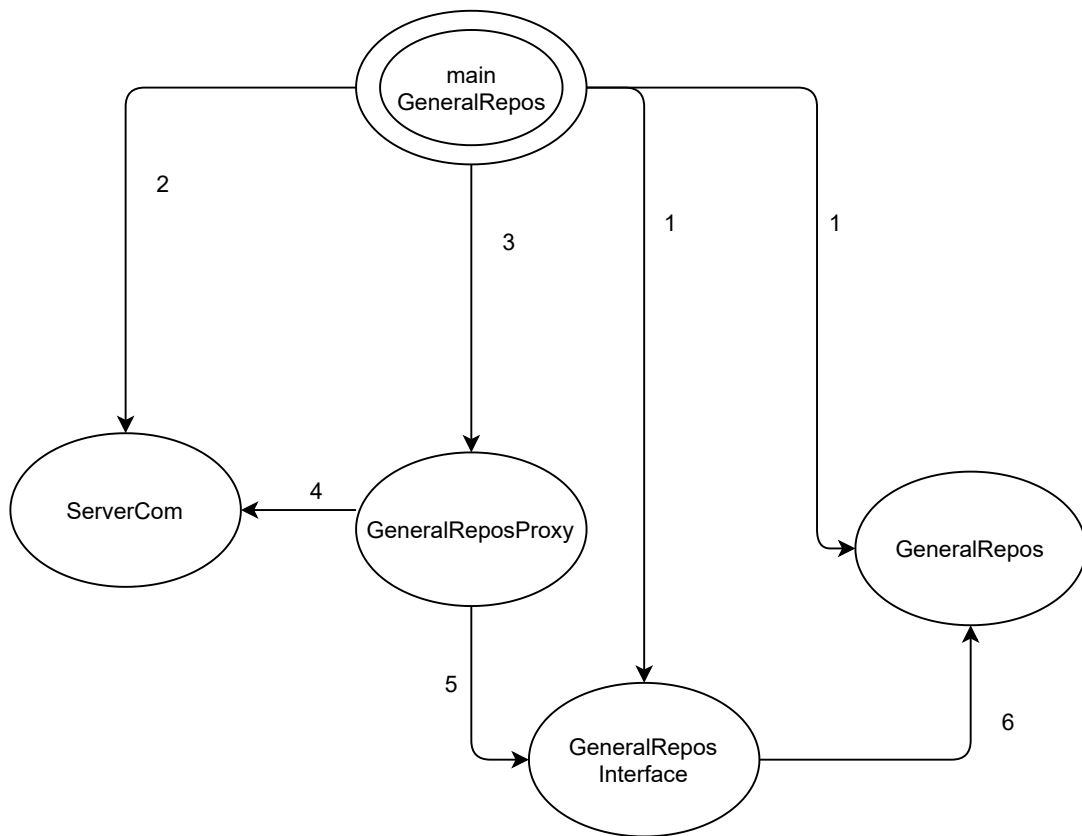 main
GeneralRepos
2
3
1
1
ServerCom
4
GeneralReposProxy
GeneralRepos
5
GeneralRepos
Interface
6